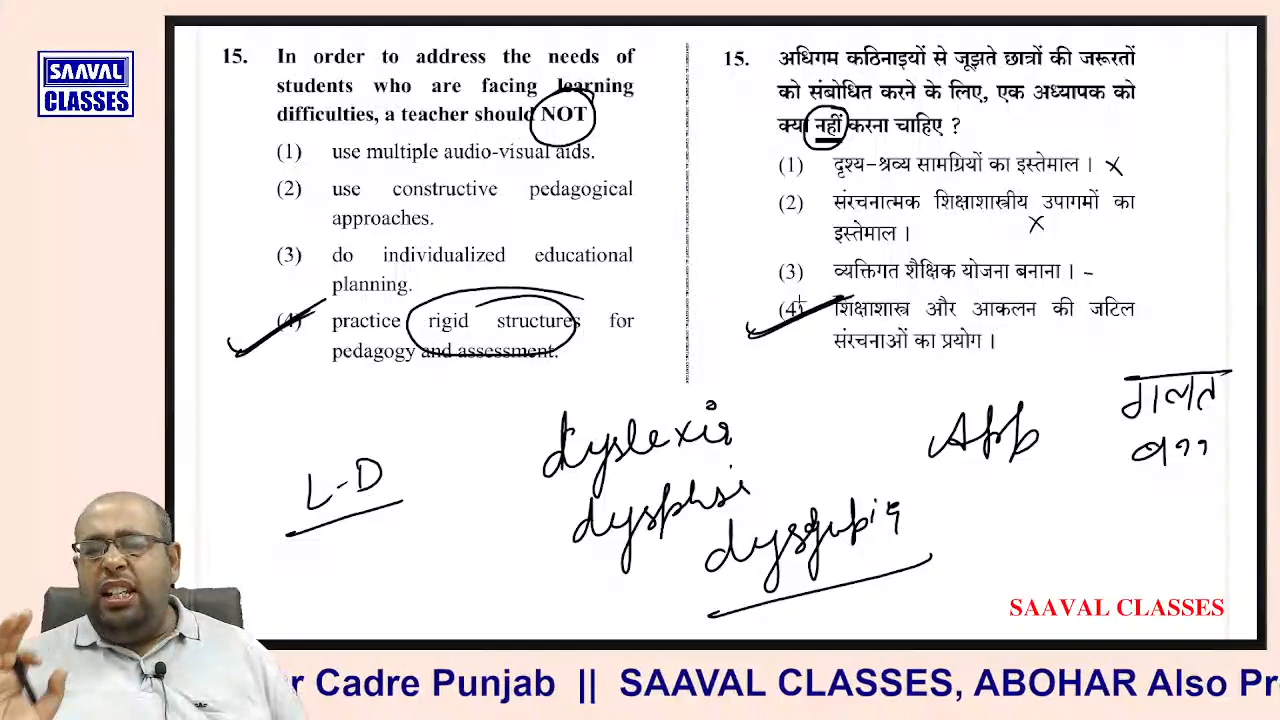 SAAVAL
CLASSES
15. In order to address the needs of
students who are facing learning
difficulties, a teacher should NOT
(1) use multiple audio-visual aids.
(2) use constructive pedagogical
approaches.
(3) do individualized educational
planning.
(4) practice rigid structures for
pedagogy and assessment.
15. अधिगम कठिनाइयों से जूझते छात्रों की जरूरतों
को संबोधित करने के लिए, एक अध्यापक को
क्या नहीं करना चाहिए ?
(1) दृश्य-श्रव्य सामग्रियों का इस्तेमाल ।
(2) संरचनात्मक शिक्षाशास्त्रीय उपागमों का
इस्तेमाल ।
(3) व्यक्तिगत शैक्षिक योजना बनाना ।
(4) शिक्षाशास्त्र और आकलन की जटिल
संरचनाओं का प्रयोग ।
L-D
dyslexia
गलत
SAAVAL CLASSES
r Cadre Punjab || SAAVAL CLASSES, ABOHAR Also Pr